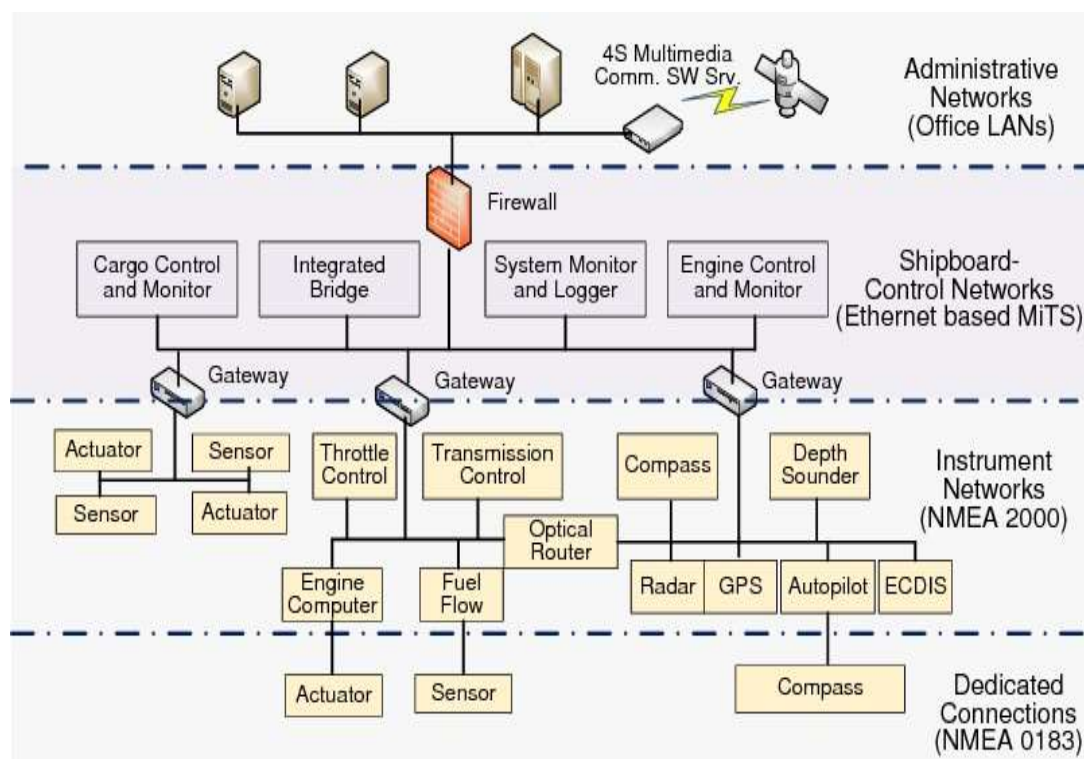 4S Multimedia
Comm. SW Srv.
Administrative
Networks
(Office LANs)
Firewall
Cargo Control
and Monitor
Integrated
Bridge
System Monitor
and Logger
Engine Control
and Monitor
Shipboard-
Control Networks
(Ethernet based MiTS)
Gateway
Gateway
Gateway
Actuator
Sensor
Sensor
Actuator
Throttle
Control
Transmission
Control
Optical
Router
Engine
Computer
Fuel
Flow
Compass
Depth
Sounder
Radar
GPS
Autopilot
ECDIS
Instrument
Networks
(NMEA 2000)
Actuator
Sensor
Compass
Dedicated
Connections
(NMEA 0183)